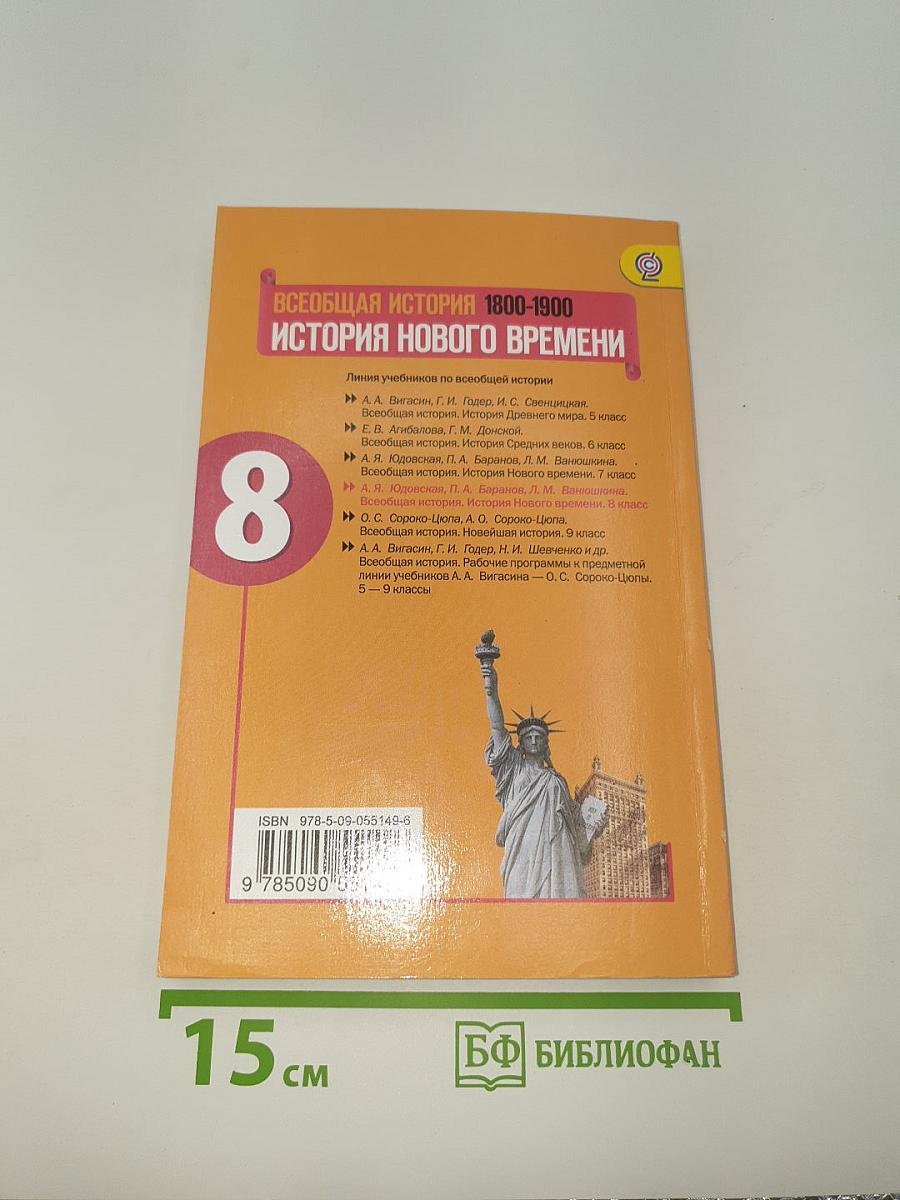 ВСЕОБЩАЯ ИСТОРИЯ 1800-1900
ИСТОРИЯ НОВОГО ВРЕМЕНИ
Линия учебников по всеобщей истории
А. А. Вигасин, Г. И. Годер, И. С. Свенцицкая.
Всеобщая история. История Древнего мира. 5 класс
Е. В. Агибалова, Г. М. Донской.
Всеобщая история. История Средних веков. 6 класс
А. Я. Юдовская, П. А. Баранов, Л. М. Ванюшкина.
Всеобщая история. История Нового времени. 7 класс
А. Я. Юдовская, П. А. Баранов, Л. М. Ванюшкина.
Всеобщая история. История Нового времени. 8 класс
О. С. Сороко-Цюпа, А. О. Сороко-Цюпа.
Всеобщая история. Новейшая история. 9 класс
А. А. Вигасин, Г. И. Годер, Н. И. Шевченко и др.
Всеобщая история. Рабочие программы к предметной
линии учебников А. А. Вигасина — О. С. Сороко-Цюпы.
5 — 9 классы
8
ISBN 978-5-09-055149-6
9 785090
15 см
БФ БИБЛИОФАН